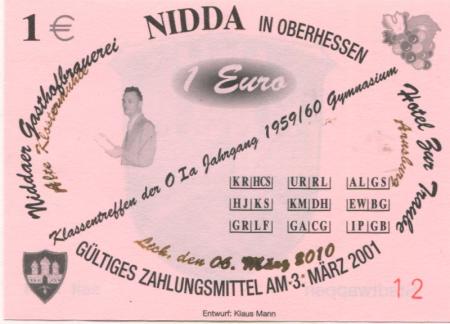 1 €
NIDDA IN OBERHESSEN
1 Euro
Niddaer Gasthofbrauerei
Alte Klostermühle
Klassentreffen der O Ia Jahrgang 1959/60 Gymnasium
Hotel Zur Traube
Arnsburg
KR HCS UR RL AL GS
HJ KS KM DH EW BG
GR LF GA CG IP GB
den 06. März 2010
GÜLTIGES ZAHLUNGSMITTEL AM 3. MÄRZ 2001
12
Entwurf: Klaus Mann